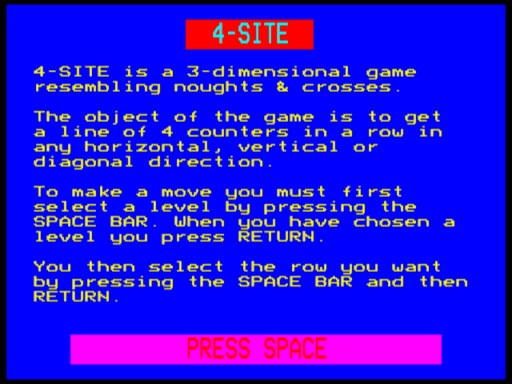 4-SITE
4-SITE is a 3-dimensional game
resembling noughts & crosses.
The object of the game is to get
a line of 4 counters in a row in
any horizontal, vertical or
diagonal direction.
To make a move you must first
select a level by pressing the
SPACE BAR. When you have chosen a
level you press RETURN.
You then select the row you want
by pressing the SPACE BAR and then
RETURN.
PRESS SPACE